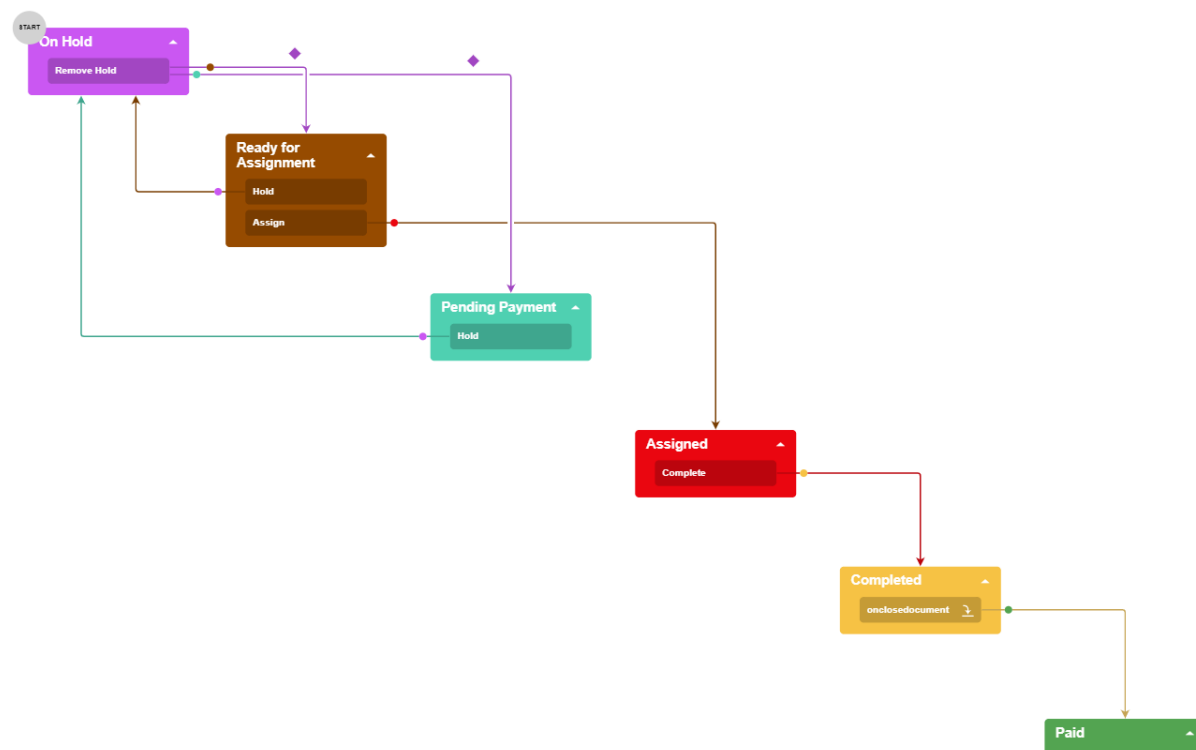 START
On Hold
Remove Hold
Ready for
Assignment
Hold
Assign
Pending Payment
Hold
Assigned
Complete
Completed
onclosedocument
Paid